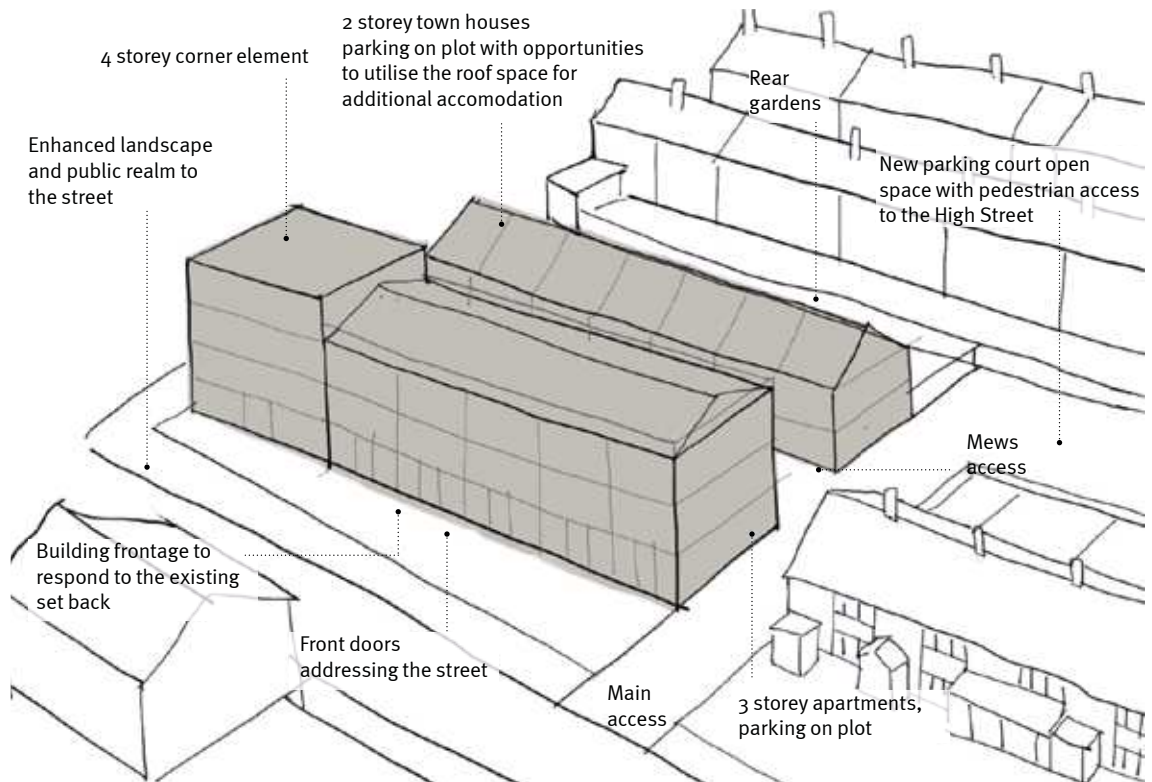 4 storey corner element
2 storey town houses
parking on plot with opportunities
to utilise the roof space for
additional accomodation
Rear
gardens
Enhanced landscape
and public realm to
the street
New parking court open
space with pedestrian access
to the High Street
Mews
access
Building frontage to
respond to the existing
set back
Front doors
addressing the street
Main
access
3 storey apartments,
parking on plot